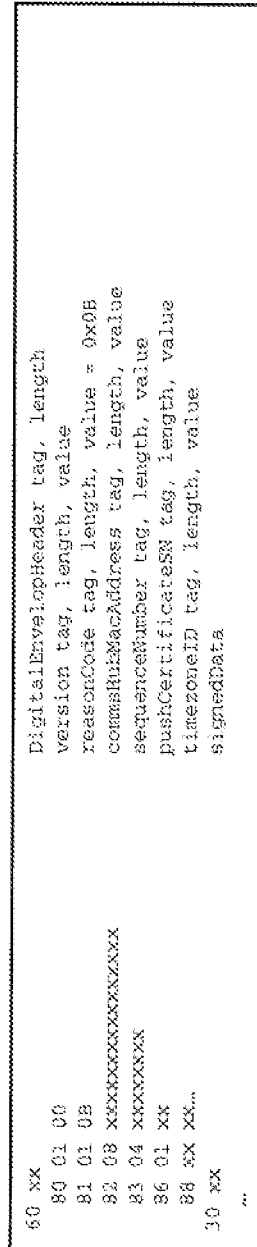 60 xx DigitalEnvelopHeader tag, length
80 01 00 version tag, length, value
81 01 0B reasonCode tag, length, value = 0x0B
82 08 xxxxxxxxxxxxxxxx commsHubMacAddress tag, length, value
83 04 xxxxxxxx sequenceNumber tag, length, value
86 01 xx pushCertificateSN tag, length, value
88 xx xx… timezoneID tag, length, value
30 xx signedData
…